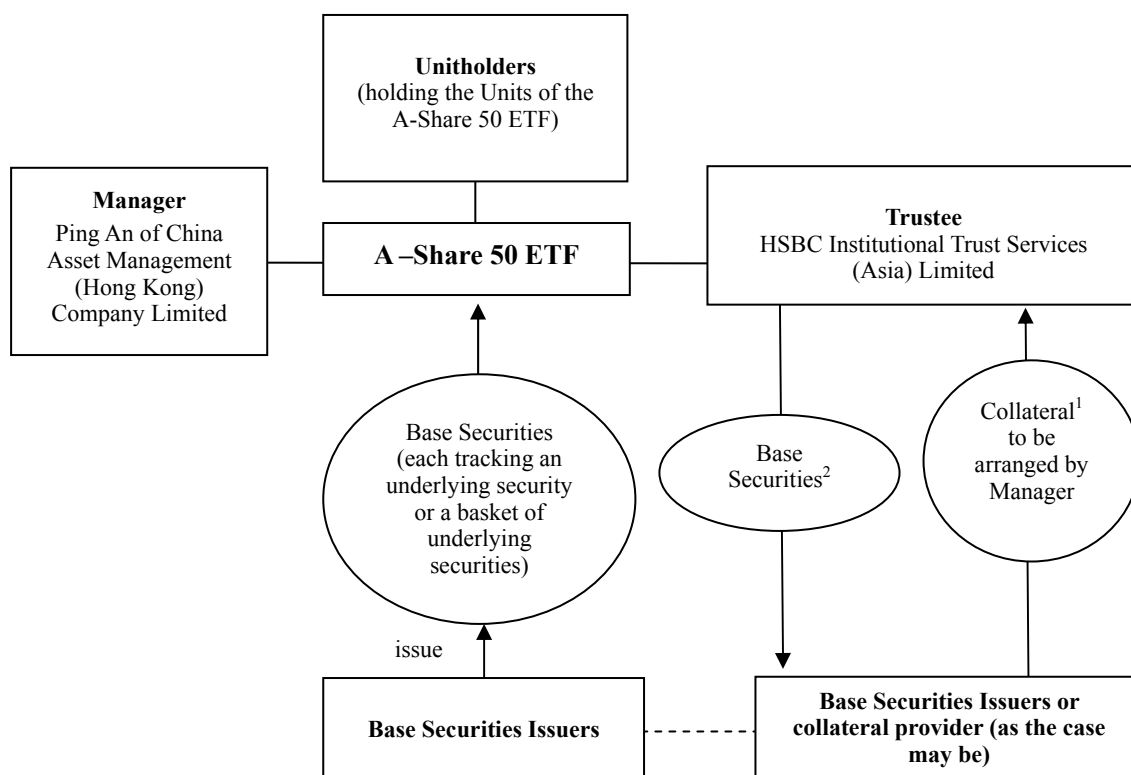 Unitholders
(holding the Units of the
A-Share 50 ETF)
Manager
Ping An of China
Asset Management
(Hong Kong)
Company Limited
A –Share 50 ETF
Trustee
HSBC Institutional Trust Services
(Asia) Limited
Base Securities
(each tracking an
underlying security
or a basket of
underlying
securities)
Base
Securities²
Collateral¹
to be
arranged by
Manager
issue
Base Securities Issuers
Base Securities Issuers or
collateral provider (as the case
may be)